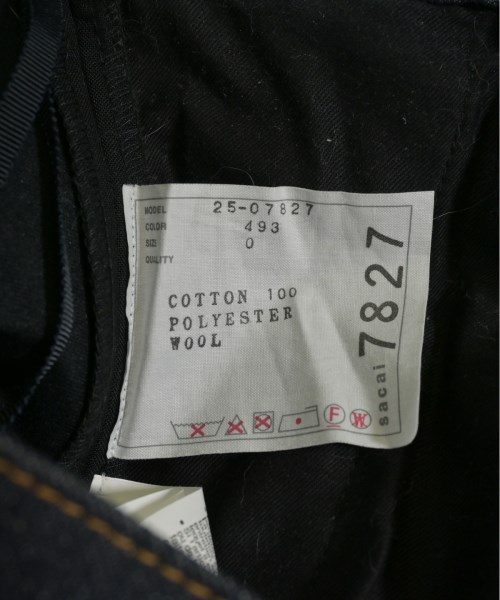 MODEL 25-07827
COLOR 493
SIZE 0
QUALITY
COTTON 100
POLYESTER
WOOL
F
W
sacai 7827